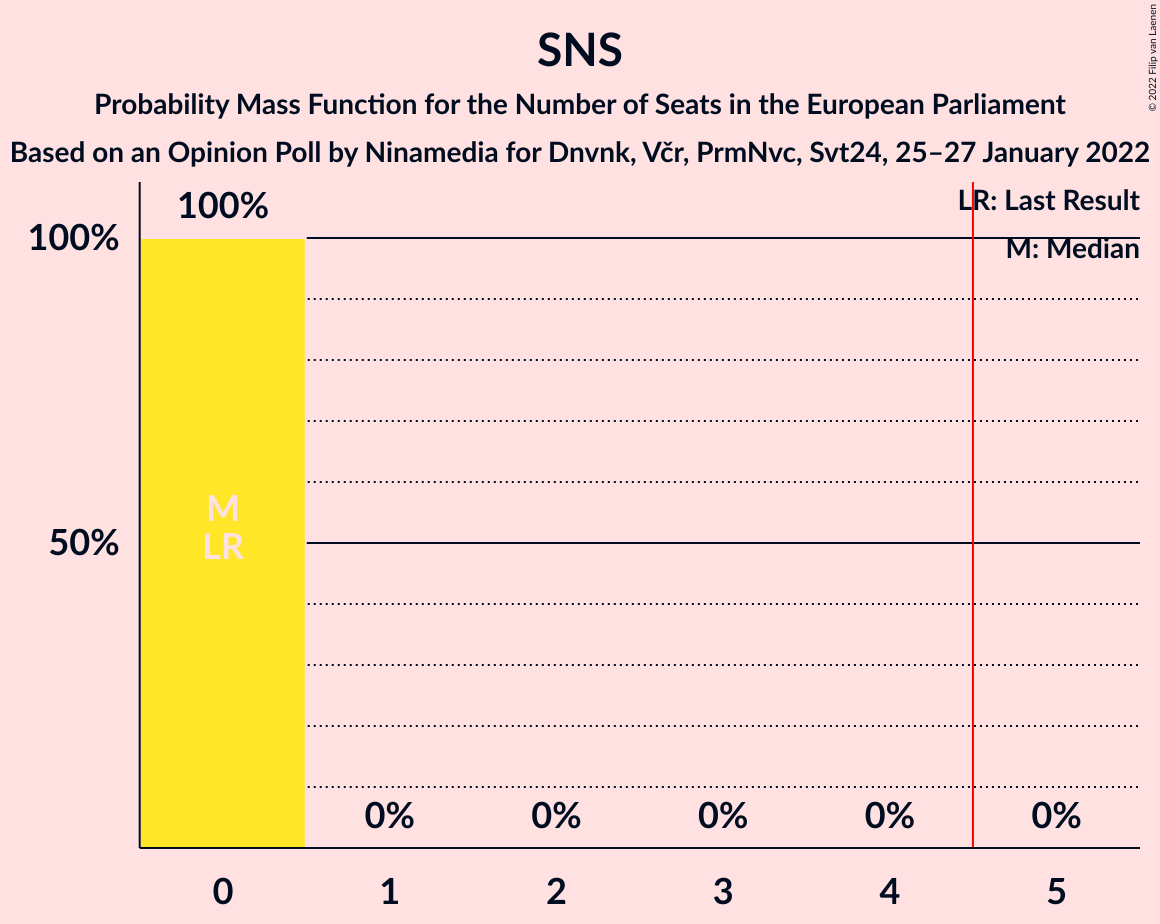 SNS
Probability Mass Function for the Number of Seats in the European Parliament
Based on an Opinion Poll by Ninamedia for Dnvnk, Včr, PrmNvc, Svt24, 25–27 January 2022
© 2022 Filip van Laenen
LR: Last Result
M: Median
100%
100%
50%
M
LR
0% 0% 0% 0% 0%
0 1 2 3 4 5